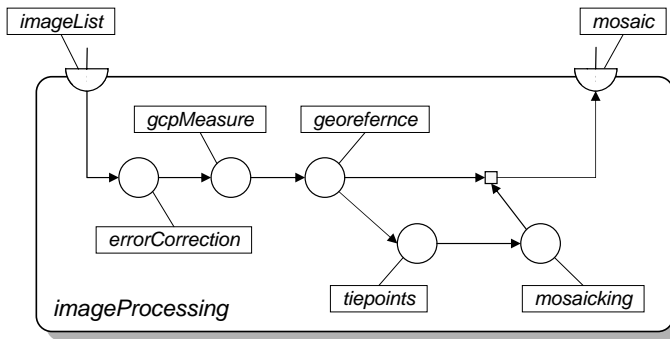 imageList
mosaic
gcpMeasure
georefernce
errorCorrection
tiepoints
mosaicking
imageProcessing